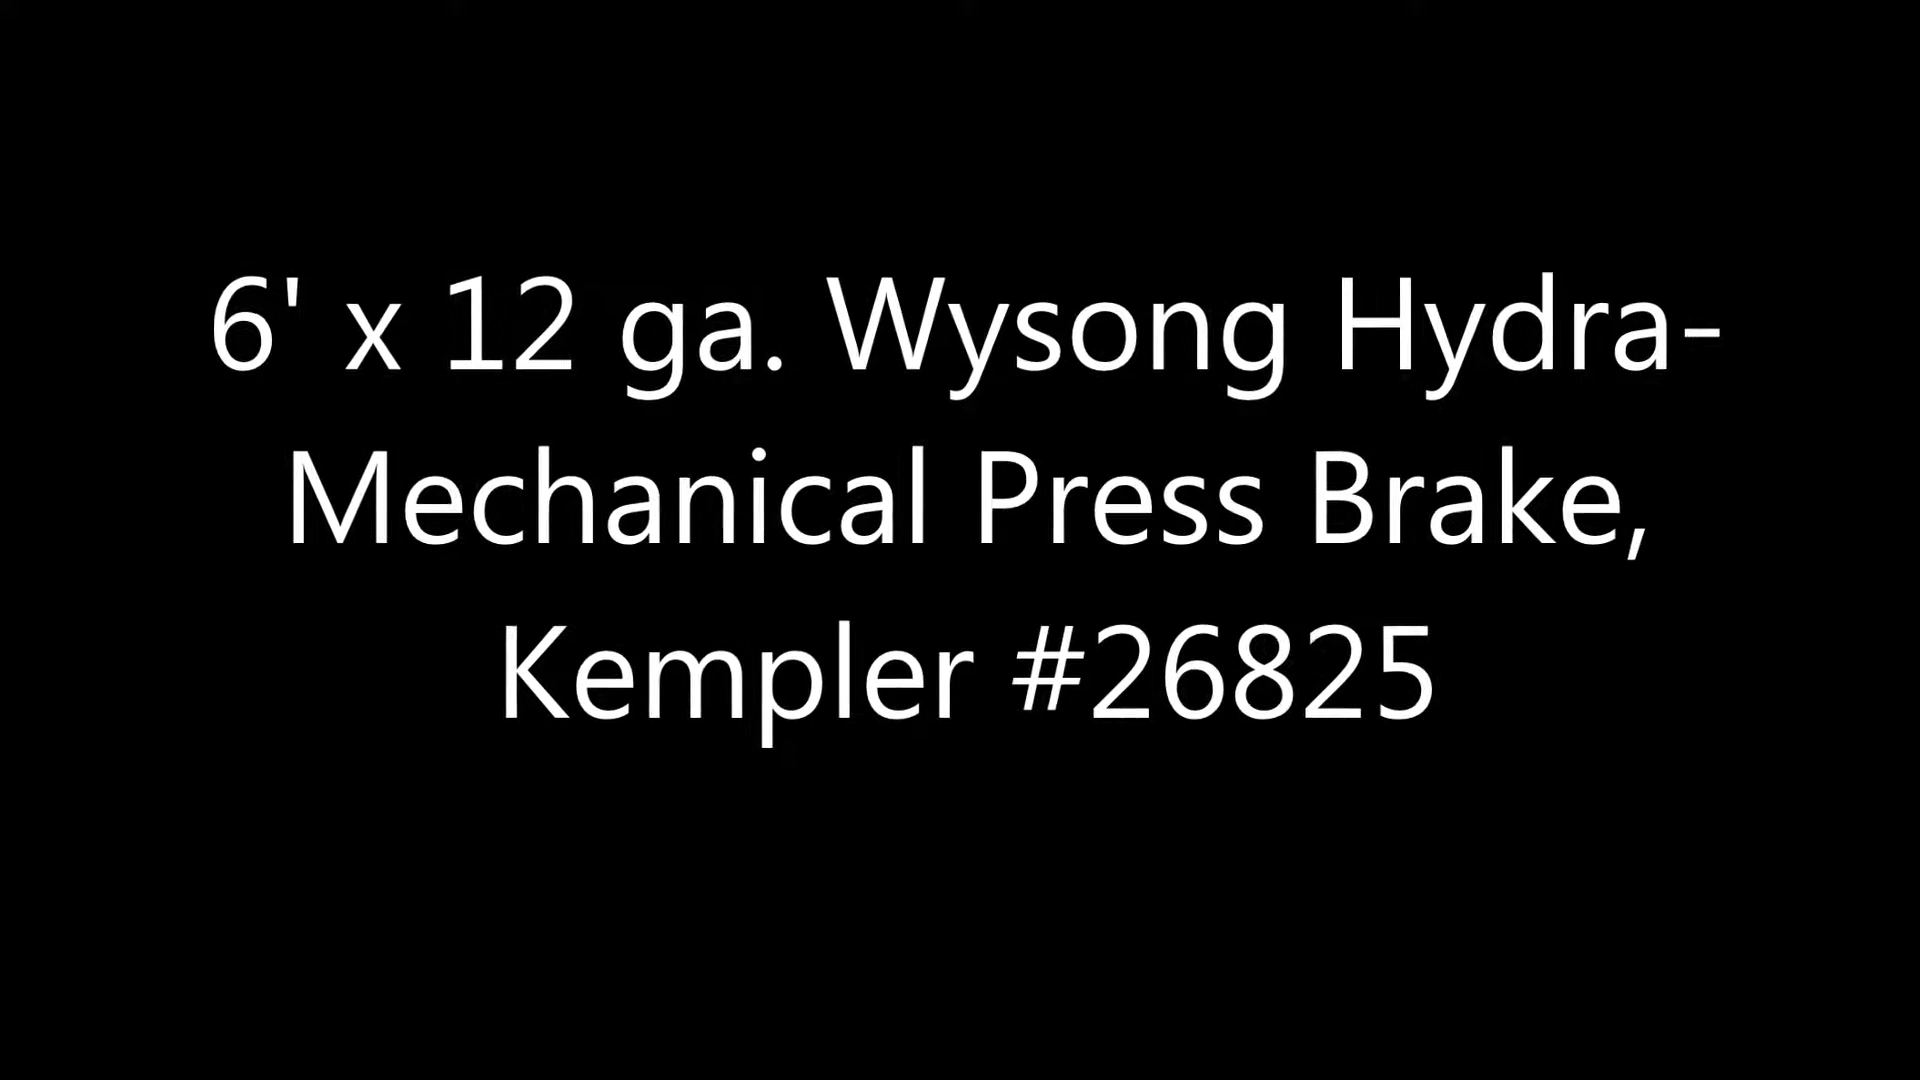 6' x 12 ga. Wysong Hydra-
Mechanical Press Brake,
Kempler #26825